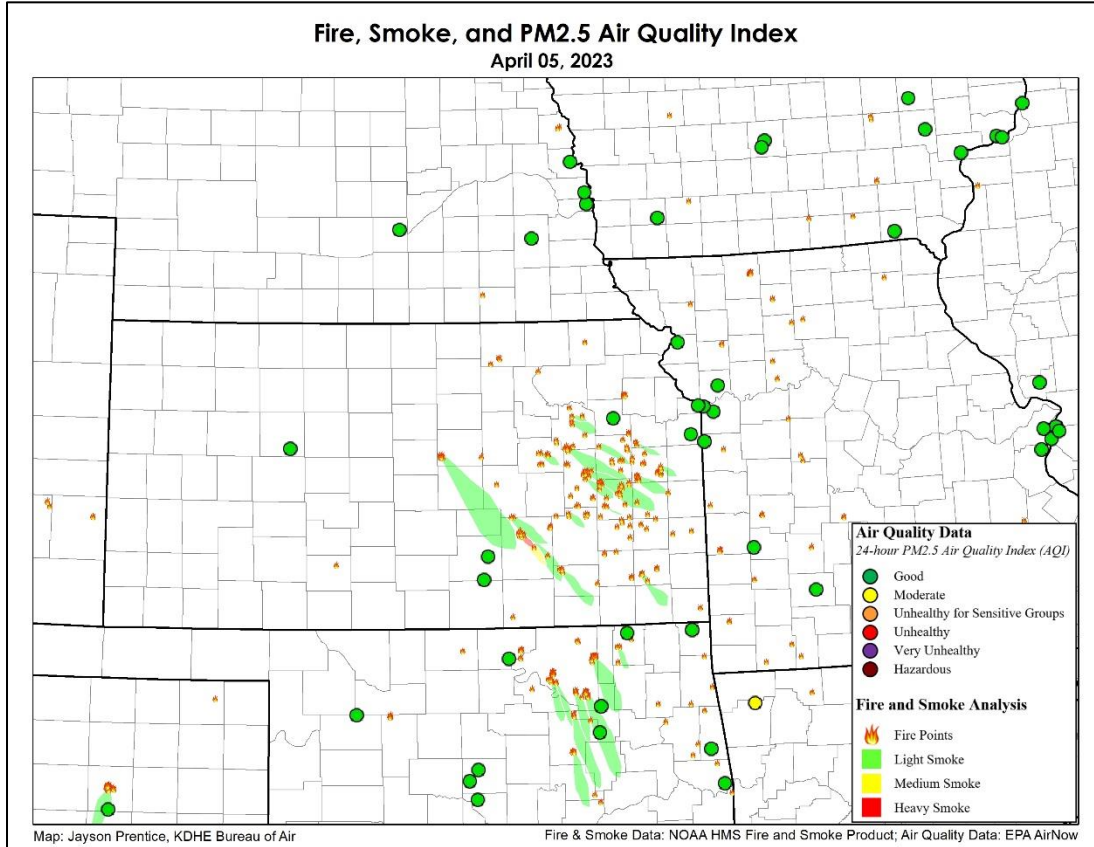 Fire, Smoke, and PM2.5 Air Quality Index
April 05, 2023
Air Quality Data
24-hour PM2.5 Air Quality Index (AQI)
Good
Moderate
Unhealthy for Sensitive Groups
Unhealthy
Very Unhealthy
Hazardous
Fire and Smoke Analysis
Fire Points
Light Smoke
Medium Smoke
Heavy Smoke
Map: Jayson Prentice, KDHE Bureau of Air
Fire & Smoke Data: NOAA HMS Fire and Smoke Product; Air Quality Data: EPA AirNow